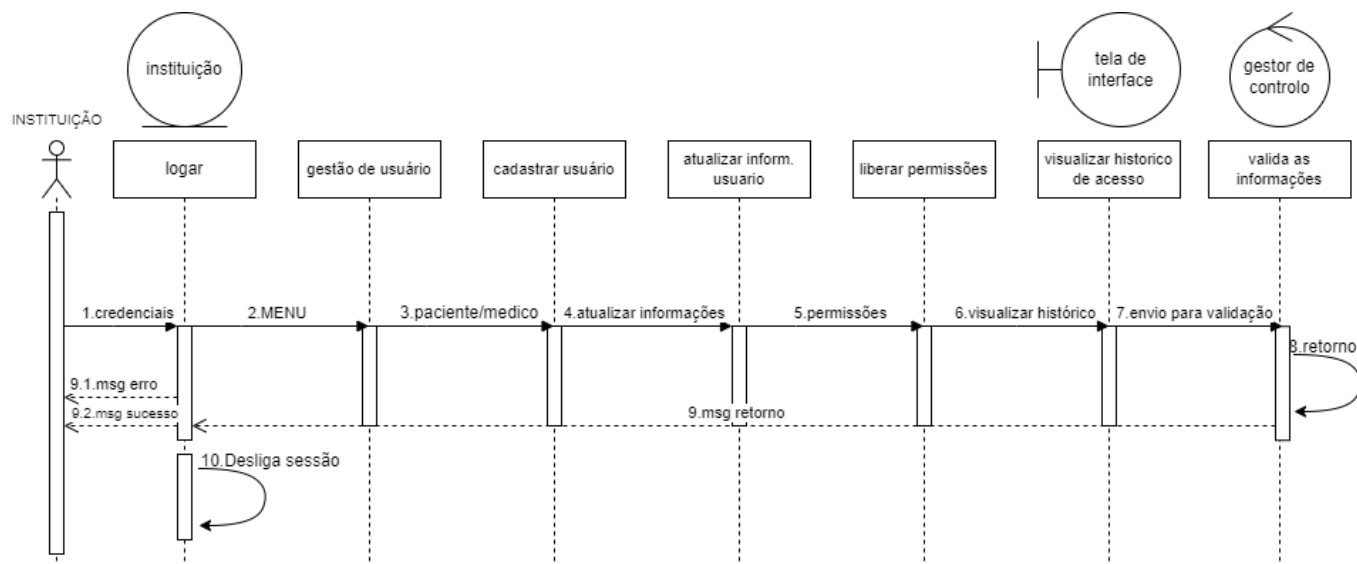 instituição
tela de
interface
gestor de
controlo
INSTITUIÇÃO
logar
gestão de usuário
cadastrar usuário
atualizar inform.
usuario
liberar permissões
visualizar historico
de acesso
valida as
informações
1.credenciais
2.MENU
3.paciente/medico
4.atualizar informações
5.permissões
6.visualizar histórico
7.envio para validação
8.retorno
9.1.msg erro
9.2.msg sucesso
9.msg retorno
10.Desliga sessão